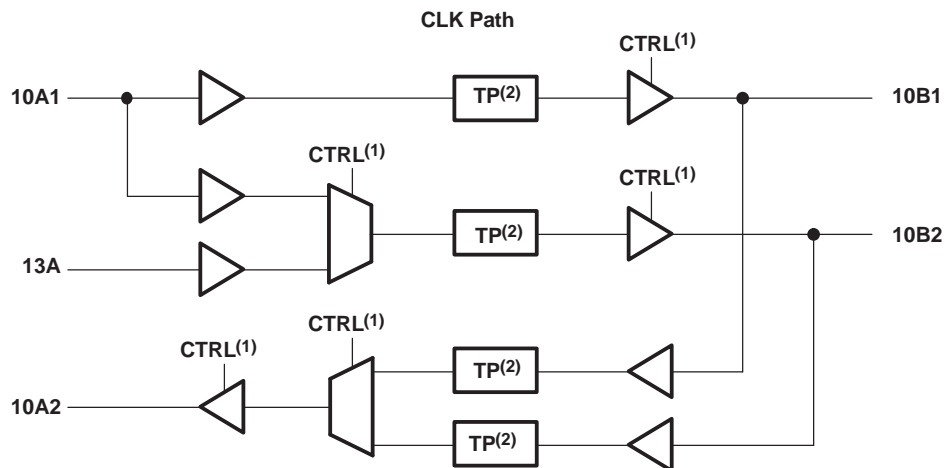 CLK Path
CTRL(1)
10A1
TP(2)
10B1
CTRL(1)
CTRL(1)
TP(2)
10B2
13A
CTRL(1)
CTRL(1)
TP(2)
10A2
TP(2)